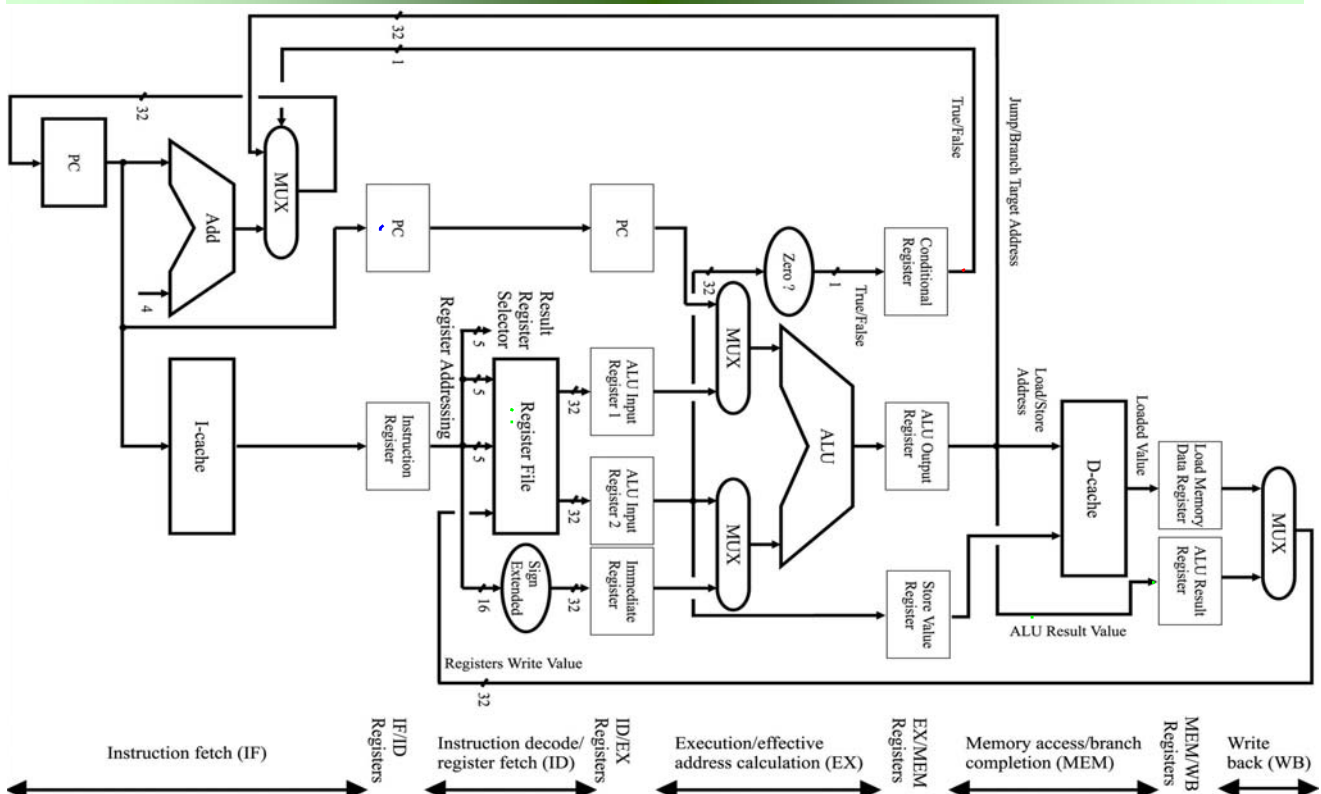 32
1
32
PC
Add
4
MUX
I-cache
PC
Instruction
Register
Register Addressing
Result
Register
Selector
5
5
5
16
Register File
Sign
Extended
32
32
32
Registers Write Value
32
PC
ALU Input
Register 1
ALU Input
Register 2
Immediate
Register
32
Zero ?
1
True/False
MUX
MUX
ALU
Conditional
Register
ALU Output
Register
Store Value
Register
True/False
Jump/Branch Target Address
Load/Store
Address
D-cache
Loaded Value
ALU Result Value
Load Memory
Data Register
ALU Result
Register
MUX
Instruction fetch (IF)
IF/ID
Registers
Instruction decode/
register fetch (ID)
ID/EX
Registers
Execution/effective
address calculation (EX)
EX/MEM
Registers
Memory access/branch
completion (MEM)
MEM/WB
Registers
Write
back (WB)